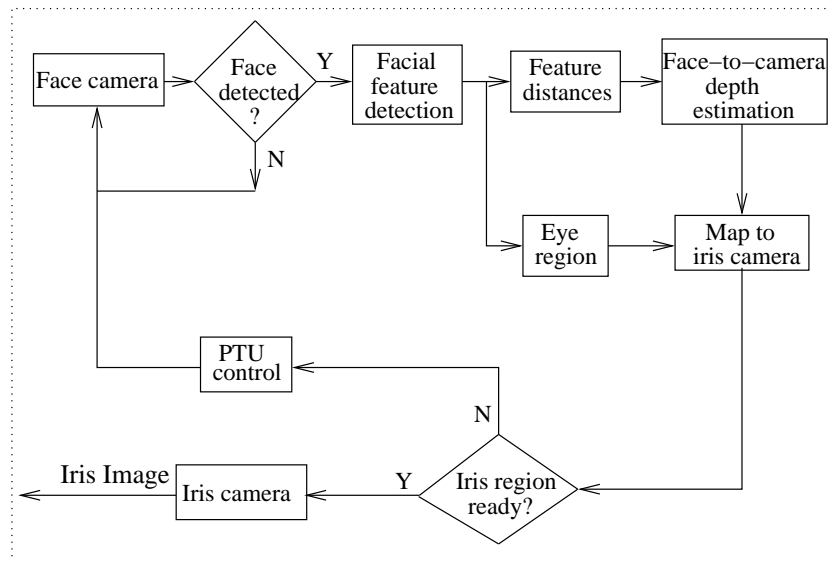 Face camera
Face
detected
?
Y
N
Facial
feature
detection
Feature
distances
Face–to–camera
depth
estimation
Eye
region
Map to
iris camera
PTU
control
N
Iris region
ready?
Y
Iris camera
Iris Image